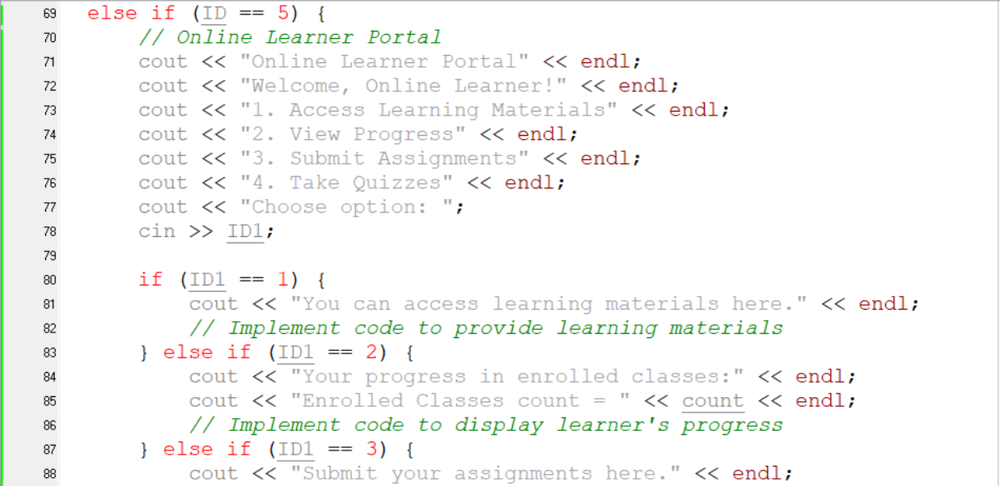 69 else if (ID == 5) {
70 // Online Learner Portal
71 cout << "Online Learner Portal" << endl;
72 cout << "Welcome, Online Learner!" << endl;
73 cout << "1. Access Learning Materials" << endl;
74 cout << "2. View Progress" << endl;
75 cout << "3. Submit Assignments" << endl;
76 cout << "4. Take Quizzes" << endl;
77 cout << "Choose option: ";
78 cin >> ID1;
79
80 if (ID1 == 1) {
81 cout << "You can access learning materials here." << endl;
82 // Implement code to provide learning materials
83 } else if (ID1 == 2) {
84 cout << "Your progress in enrolled classes:" << endl;
85 cout << "Enrolled Classes count = " << count << endl;
86 // Implement code to display learner's progress
87 } else if (ID1 == 3) {
88 cout << "Submit your assignments here." << endl;